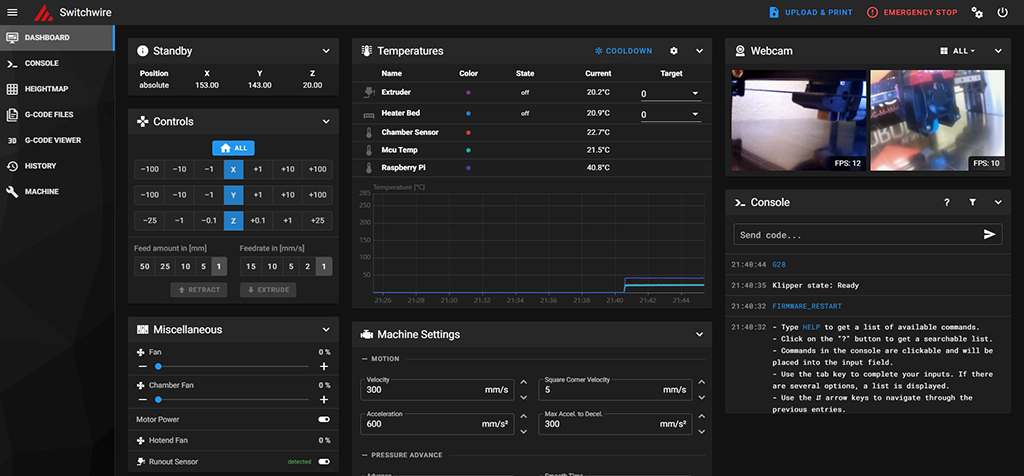 Switchwire
UPLOAD & PRINT
EMERGENCY STOP
DASHBOARD
CONSOLE
HEIGHTMAP
G-CODE FILES
3D G-CODE VIEWER
HISTORY
MACHINE
Standby
Position X Y Z
absolute 153.00 143.00 20.00
Controls
ALL
-100 -10 -1 X +1 +10 +100
-100 -10 -1 Y +1 +10 +100
-25 -1 -0.1 Z +0.1 +1 +25
Feed amount in [mm] Feedrate in [mm/s]
50 25 10 5 1 15 10 5 2 1
RETRACT EXTRUDE
Miscellaneous
Fan 0 %
Chamber Fan 0 %
Motor Power
Hotend Fan 0 %
Runout Sensor detected
Temperatures
COOLDOWN
Name Color State Current Target
Extruder off 20.2°C 0
Heater Bed off 20.9°C 0
Chamber Sensor 22.7°C
Mcu Temp 21.5°C
Raspberry Pi 40.8°C
Temperature [°C]
285
250
200
150
100
50
21:26 21:28 21:30 21:32 21:34 21:36 21:38 21:40 21:42 21:44
Machine Settings
MOTION
Velocity Square Corner Velocity
300 mm/s 5 mm/s
Acceleration Max Accel. to Decel.
600 mm/s² 300 mm/s²
PRESSURE ADVANCE
Advance Smooth Time
Webcam
ALL
FPS: 12 FPS: 10
Console
?
Send code...
21:40:44 G28
21:40:35 Klipper state: Ready
21:40:32 FIRMWARE_RESTART
21:40:32 - Type HELP to get a list of available commands.
- Click on the "?" button to get a searchable list.
- Commands in the console are clickable and will be
placed into the input field.
- Use the tab key to complete your inputs. If there
are several options, a list is displayed.
- Use the ⇵ arrow keys to navigate through the
previous entries.